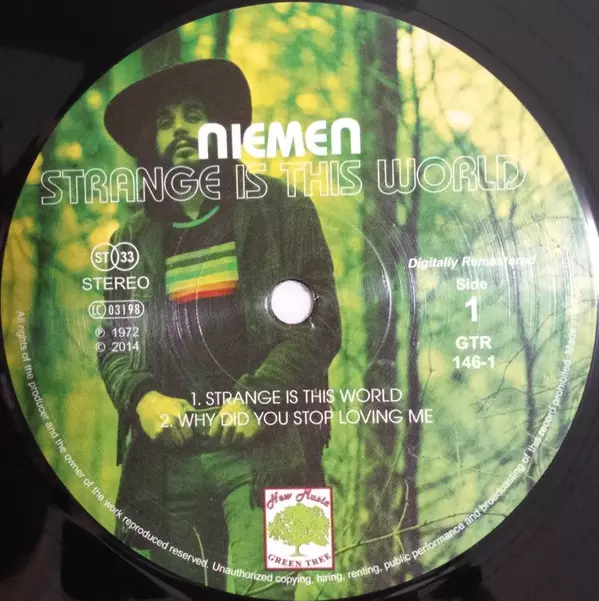 NIEMEN
STRANGE IS THIS WORLD
ST 33
STEREO
LC 03198
℗ 1972
© 2014
Digitally Remastered
Side
1
GTR
146-1
1. STRANGE IS THIS WORLD
2. WHY DID YOU STOP LOVING ME
New Music
GREEN TREE
All rights of the producer and the owner of the work reproduced reserved. Unauthorized copying, hiring, renting, public performance and broadcasting of this record prohibited. Made